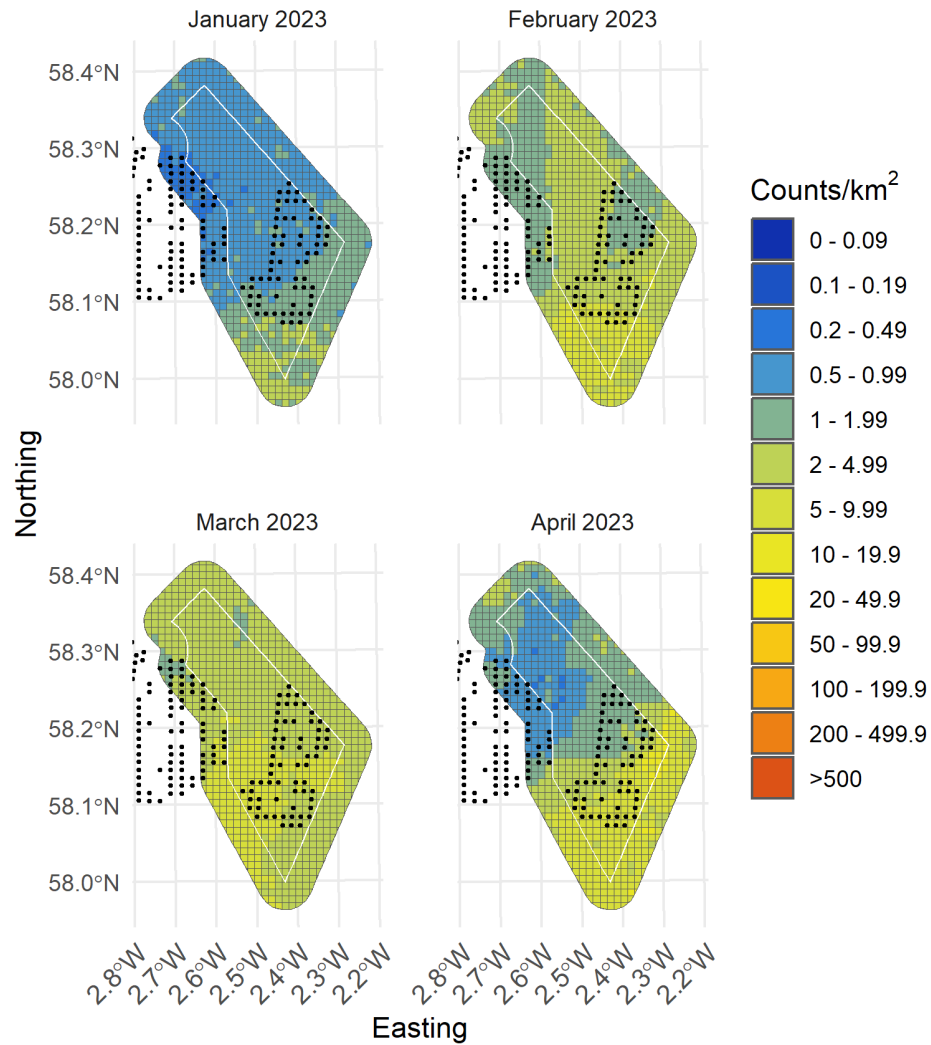 January 2023
February 2023
58.4°N
58.3°N
58.2°N
58.1°N
58.0°N
Northing
March 2023
April 2023
58.4°N
58.3°N
58.2°N
58.1°N
58.0°N
2.8°W
2.7°W
2.6°W
2.5°W
2.4°W
2.3°W
2.2°W
2.8°W
2.7°W
2.6°W
2.5°W
2.4°W
2.3°W
2.2°W
Easting
Counts/km²
0 - 0.09
0.1 - 0.19
0.2 - 0.49
0.5 - 0.99
1 - 1.99
2 - 4.99
5 - 9.99
10 - 19.9
20 - 49.9
50 - 99.9
100 - 199.9
200 - 499.9
>500